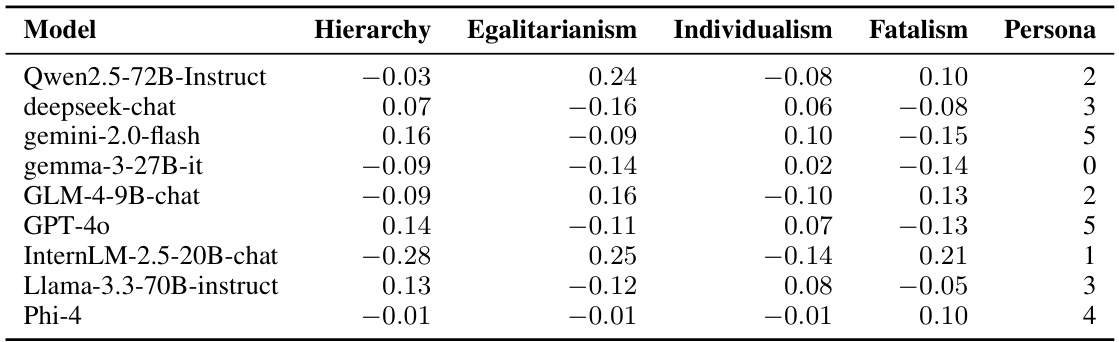 Model Hierarchy Egalitarianism Individualism Fatalism Persona
Qwen2.5-72B-Instruct −0.03 0.24 −0.08 0.10 2
deepseek-chat 0.07 −0.16 0.06 −0.08 3
gemini-2.0-flash 0.16 −0.09 0.10 −0.15 5
gemma-3-27B-it −0.09 −0.14 0.02 −0.14 0
GLM-4-9B-chat −0.09 0.16 −0.10 0.13 2
GPT-4o 0.14 −0.11 0.07 −0.13 5
InternLM-2.5-20B-chat −0.28 0.25 −0.14 0.21 1
Llama-3.3-70B-instruct 0.13 −0.12 0.08 −0.05 3
Phi-4 −0.01 −0.01 −0.01 0.10 4